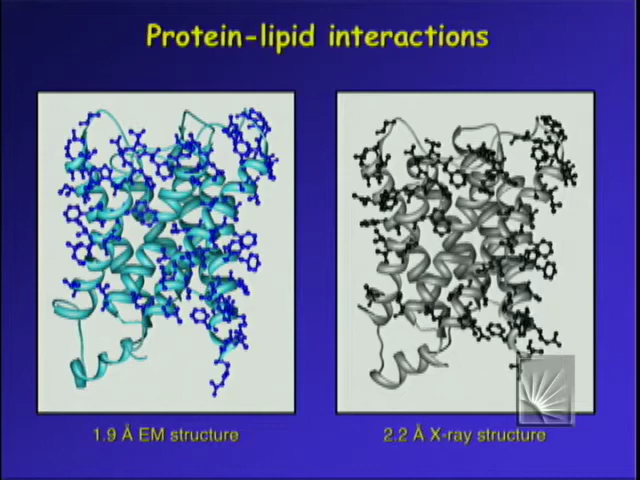 Protein-lipid interactions
1.9 Å EM structure
2.2 Å X-ray structure